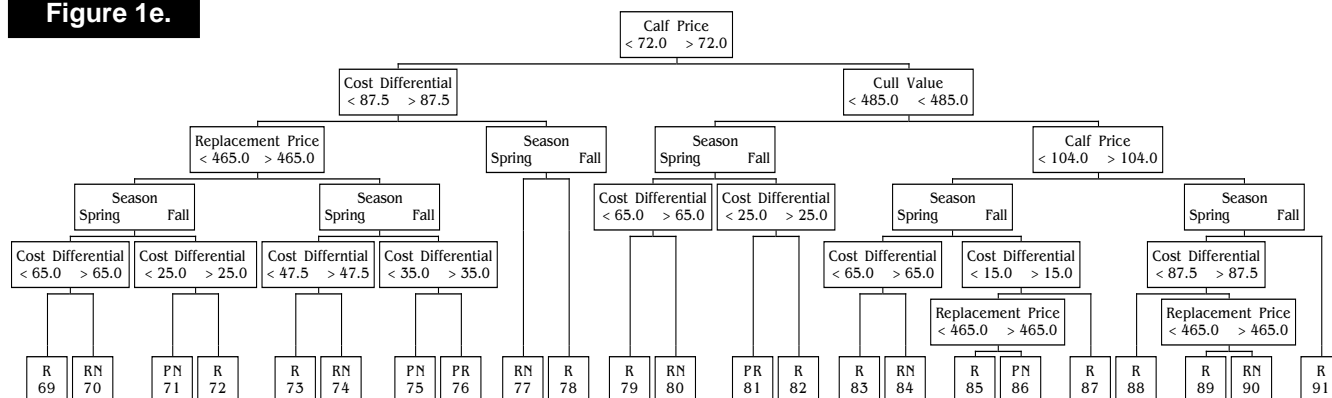 Figure 1e.
Calf Price
< 72.0 > 72.0
Cost Differential
< 87.5 > 87.5
Cull Value
< 485.0 < 485.0
Replacement Price
< 465.0 > 465.0
Season
Spring Fall
Season
Spring Fall
Calf Price
< 104.0 > 104.0
Season
Spring Fall
Season
Spring Fall
Cost Differential
< 65.0 > 65.0
Cost Differential
< 25.0 > 25.0
Season
Spring Fall
Season
Spring Fall
Cost Differential
< 65.0 > 65.0
Cost Differential
< 25.0 > 25.0
Cost Differntial
< 47.5 > 47.5
Cost Differential
< 35.0 > 35.0
Cost Differential
< 65.0 > 65.0
Cost Differential
< 15.0 > 15.0
Cost Differential
< 87.5 > 87.5
Replacement Price
< 465.0 > 465.0
Replacement Price
< 465.0 > 465.0
R RN PN R R RN PN PR RN R R RN PR R R RN R PN R R R RN R
69 70 71 72 73 74 75 76 77 78 79 80 81 82 83 84 85 86 87 88 89 90 91